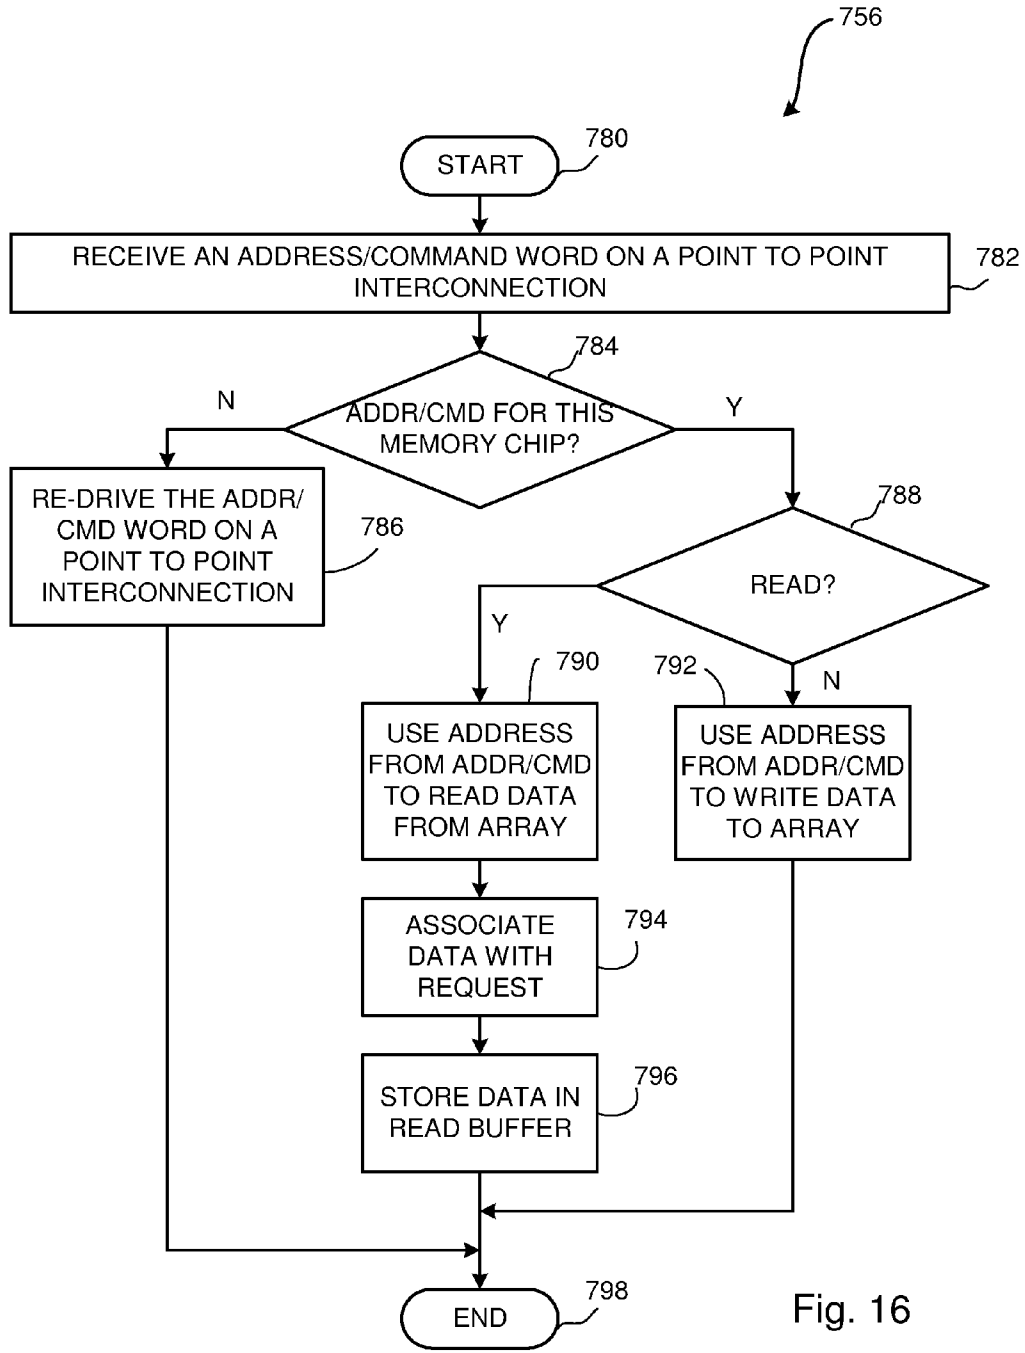 756
START
780
RECEIVE AN ADDRESS/COMMAND WORD ON A POINT TO POINT
INTERCONNECTION
782
784
N
ADDR/CMD FOR THIS
MEMORY CHIP?
Y
RE-DRIVE THE ADDR/
CMD WORD ON A
POINT TO POINT
INTERCONNECTION
786
788
READ?
Y
790
792
N
USE ADDRESS
FROM ADDR/CMD
TO READ DATA
FROM ARRAY
USE ADDRESS
FROM ADDR/CMD
TO WRITE DATA
TO ARRAY
ASSOCIATE
DATA WITH
REQUEST
794
STORE DATA IN
READ BUFFER
796
END
798
Fig. 16